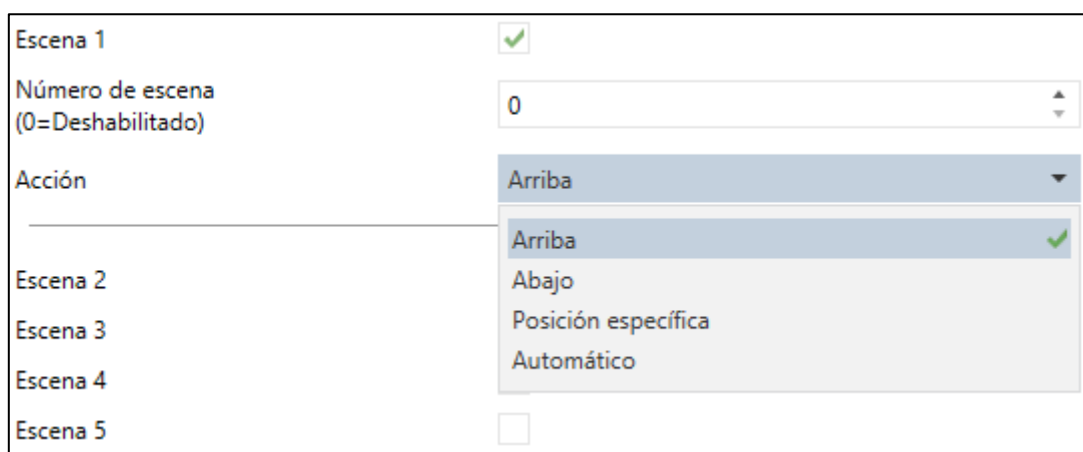 Escena 1
Número de escena
(0=Deshabilitado)
0
Acción
Arriba
Arriba
Abajo
Posición específica
Automático
Escena 2
Escena 3
Escena 4
Escena 5